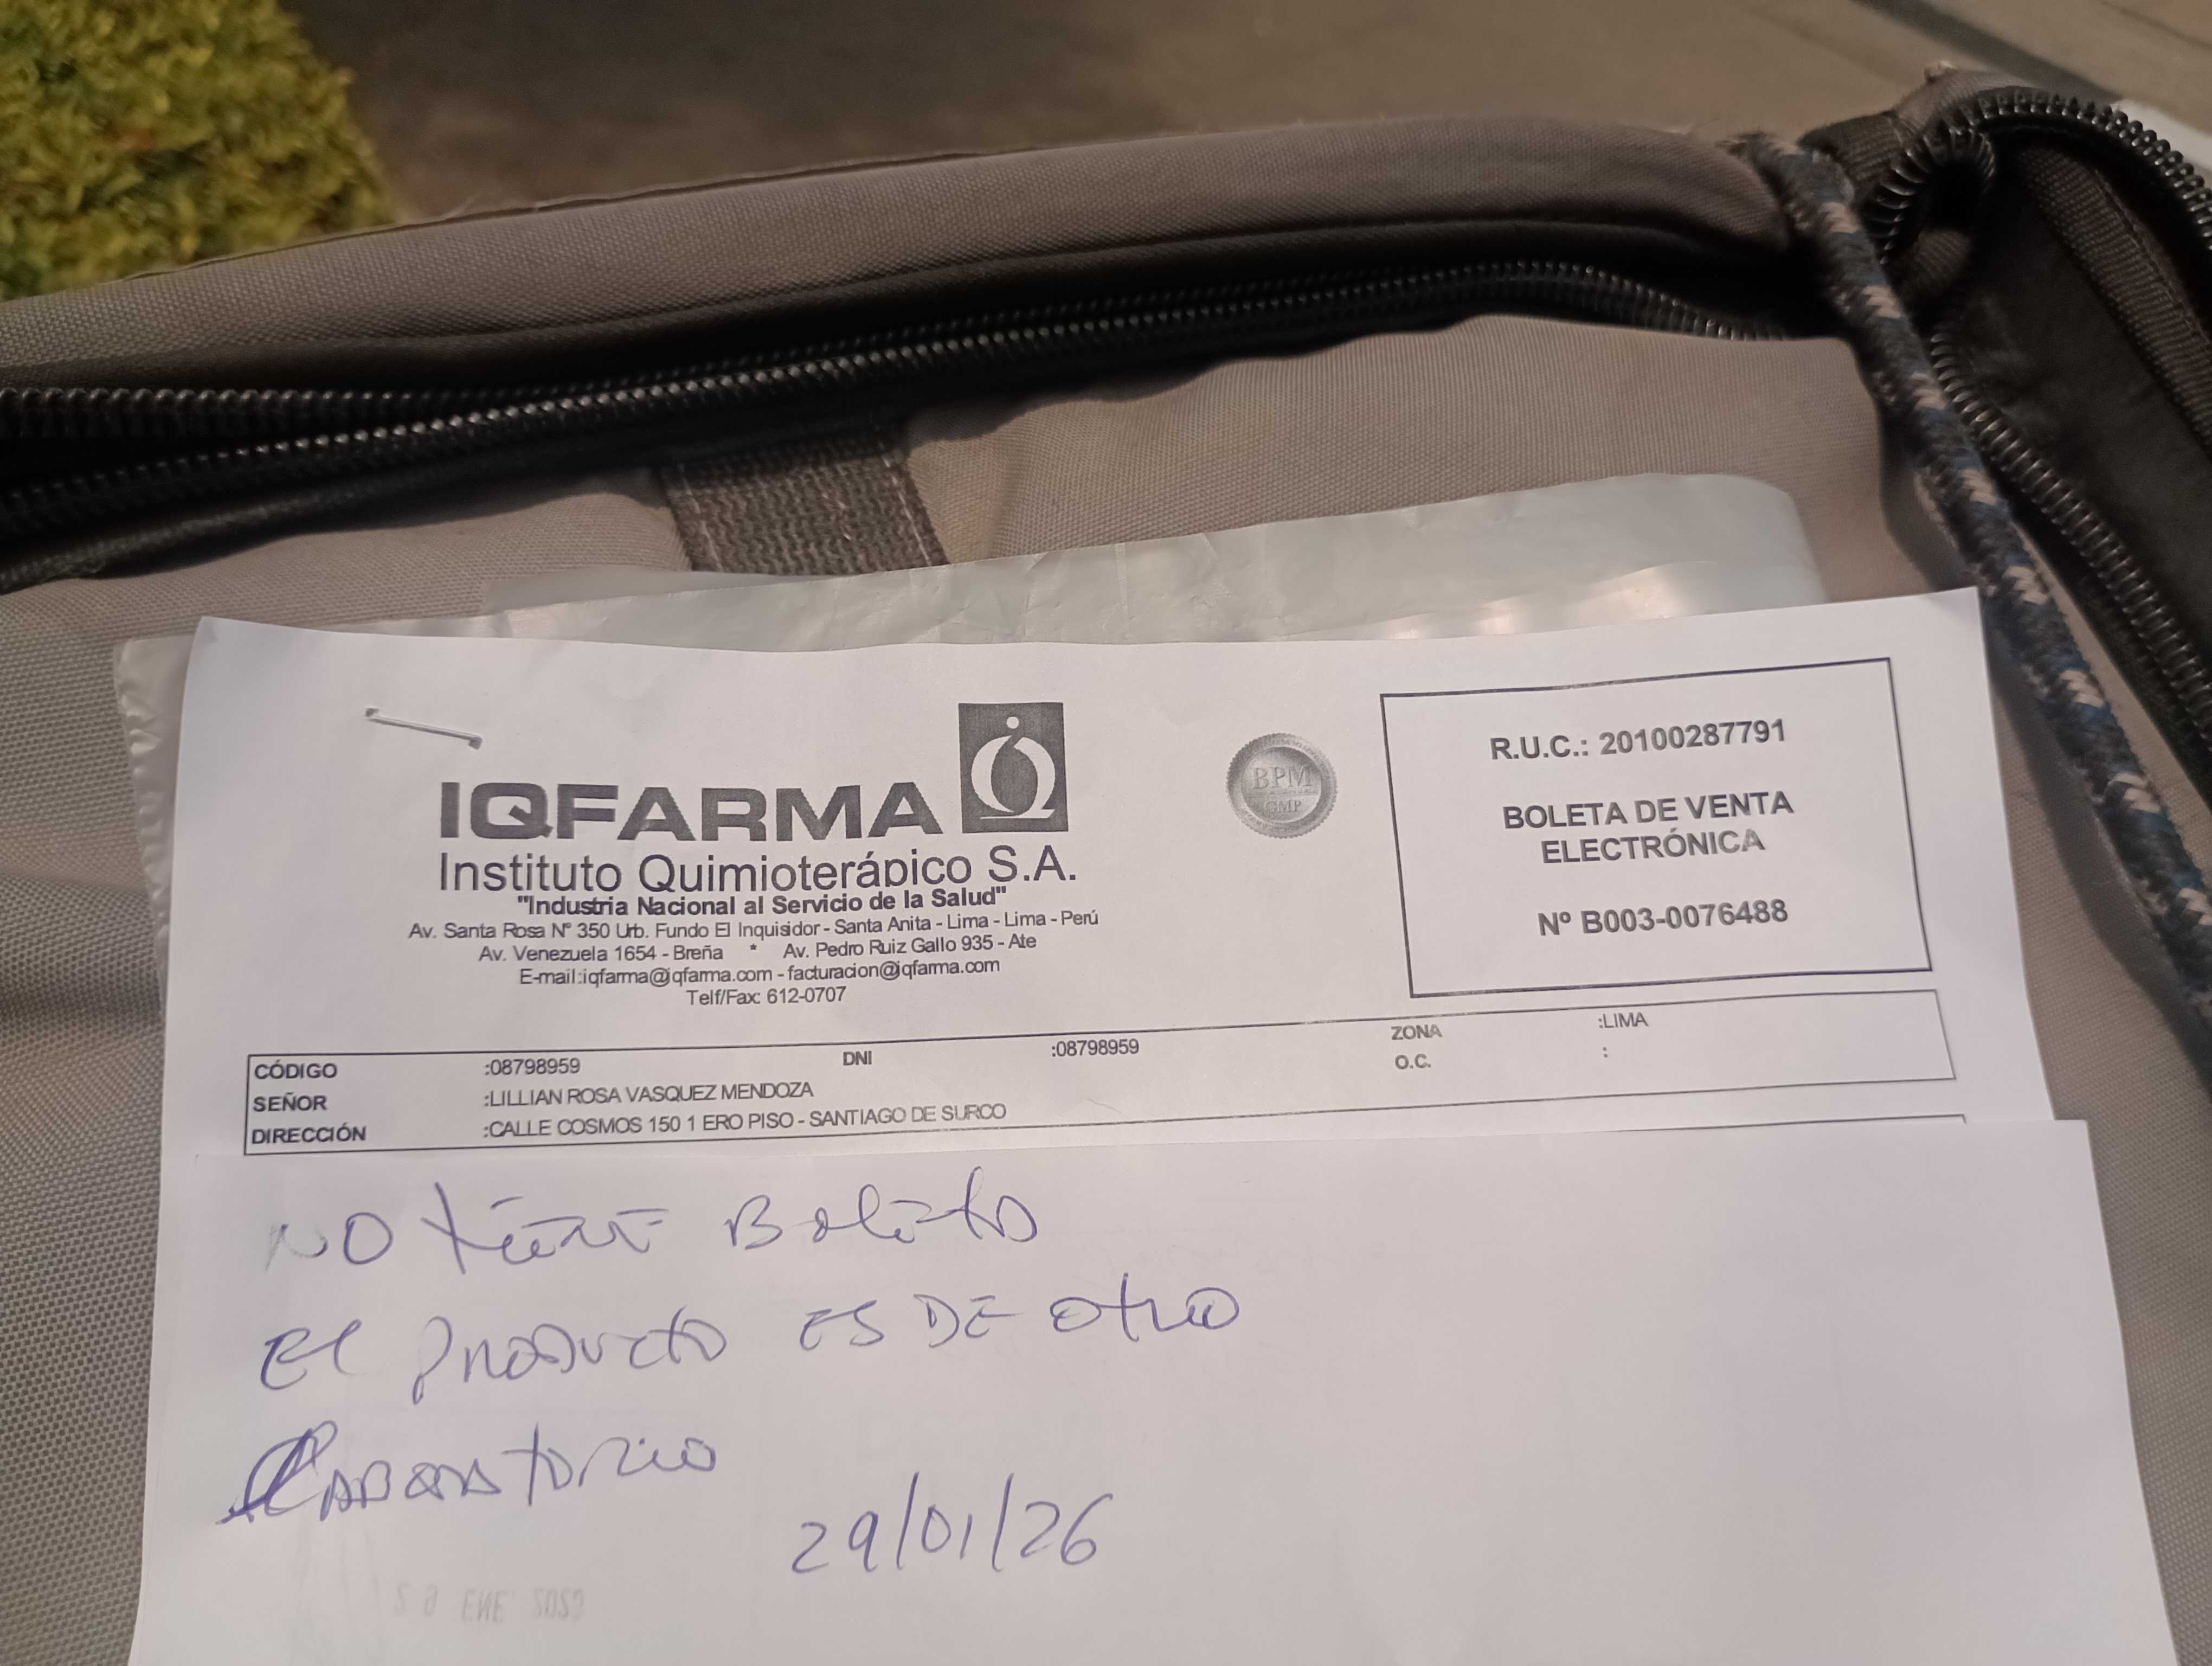 IQFARMA
Instituto Quimioterápico S.A.
"Industria Nacional al Servicio de la Salud"
Av. Santa Rosa Nº 350 Urb. Fundo El Inquisidor - Santa Anita - Lima - Lima - Perú
Av. Venezuela 1654 - Breña * Av. Pedro Ruiz Gallo 935 - Ate
E-mail:iqfarma@iqfarma.com - facturacion@iqfarma.com
Telf/Fax: 612-0707
BPM
GMP
R.U.C.: 20100287791
BOLETA DE VENTA
ELECTRÓNICA
Nº B003-0076488
CÓDIGO :08798959 DNI :08798959 ZONA :LIMA
SEÑOR :LILLIAN ROSA VASQUEZ MENDOZA O.C. :
DIRECCIÓN :CALLE COSMOS 150 1 ERO PISO - SANTIAGO DE SURCO
NO tiene Boleta
El producto ES DE otro
Laboratorio
29/01/26